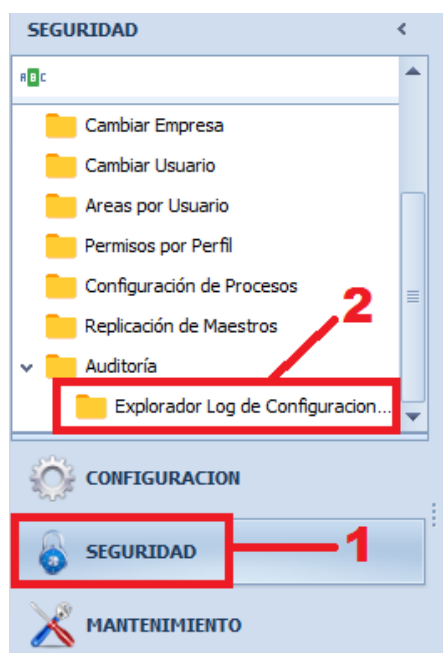 SEGURIDAD
ABC
Cambiar Empresa
Cambiar Usuario
Areas por Usuario
Permisos por Perfil
Configuración de Procesos
2
Replicación de Maestros
Auditoría
Explorador Log de Configuracion...
CONFIGURACION
SEGURIDAD
1
MANTENIMIENTO